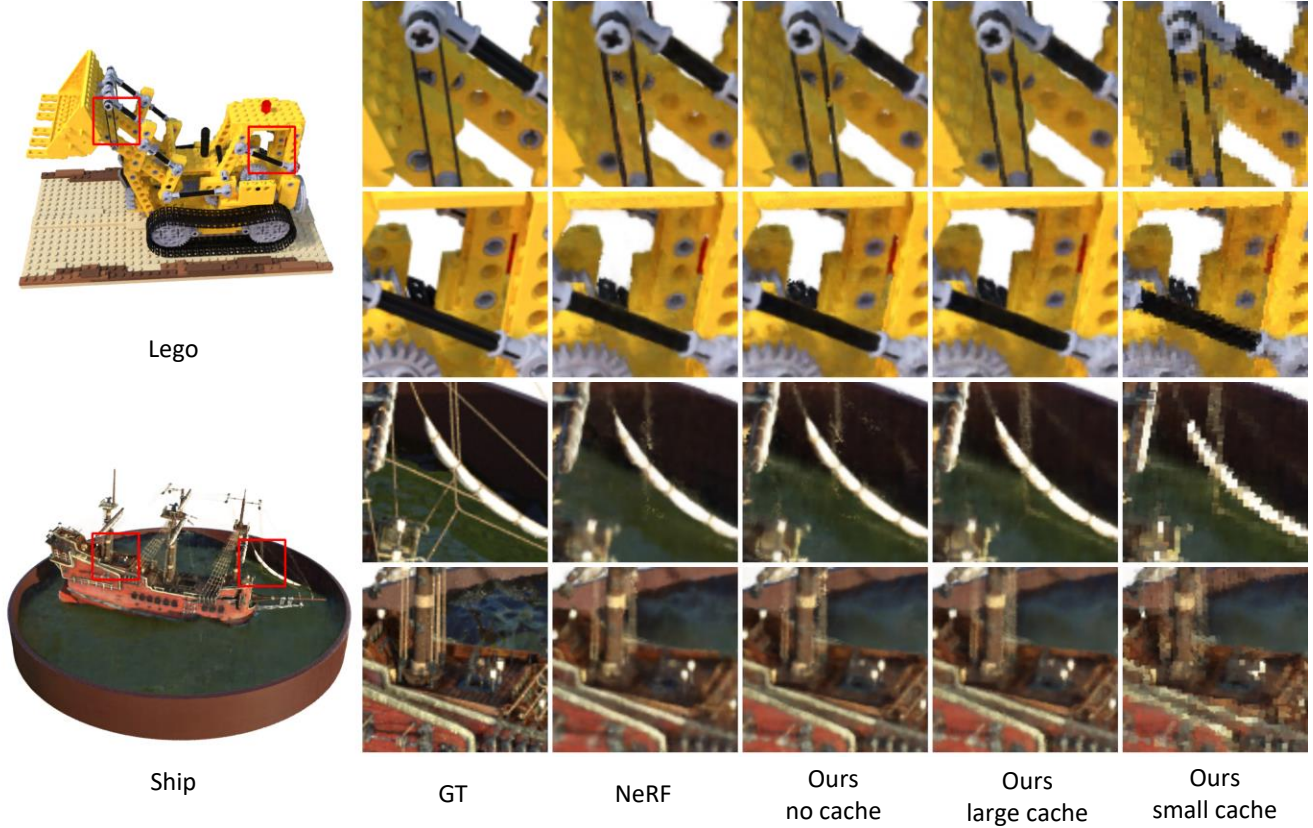 Lego
Ship
GT
NeRF
Ours
no cache
Ours
large cache
Ours
small cache